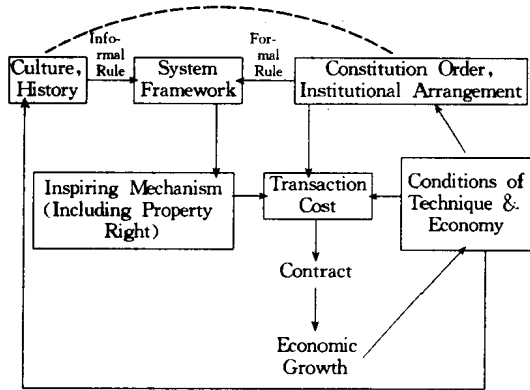 Info-
rmal
Rule
For-
mal
Rule
Culture,
History
System
Framework
Constitution Order,
Institutional Arrangement
Inspiring Mechanism
(Including Property
Right)
Transaction
Cost
Conditions of
Technique &
Economy
Contract
Economic
Growth